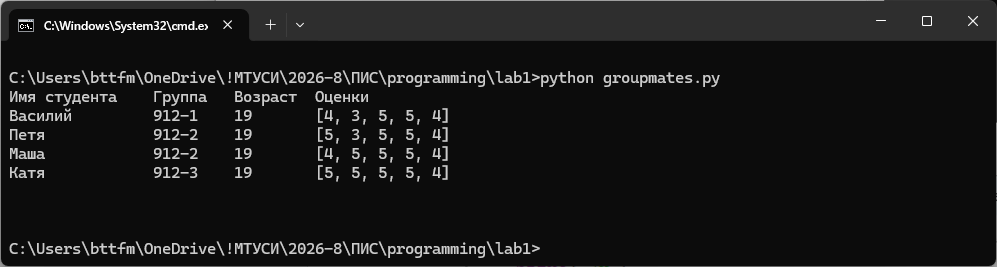 C:\Windows\System32\cmd.ex
C:\Users\bttfm\OneDrive\!МТУСИ\2026-8\ПИС\programming\lab1>python groupmates.py
Имя студента    Группа   Возраст  Оценки
Василий         912-1    19       [4, 3, 5, 5, 4]
Петя            912-2    19       [5, 3, 5, 5, 4]
Маша            912-2    19       [4, 5, 5, 5, 4]
Катя            912-3    19       [5, 5, 5, 5, 4]
C:\Users\bttfm\OneDrive\!МТУСИ\2026-8\ПИС\programming\lab1>